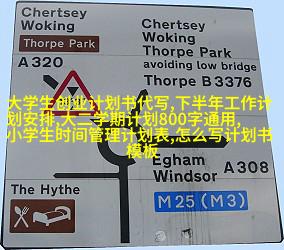 Chertsey
Woking
Thorpe Park
A320
Chertsey
Woking
Thorpe Park
avoiding low bridge
Thorpe B3376
大学生创业计划书代写,下半年工作计
划安排,大一学期计划800字通用,
小学生时间管理计划表,怎么写计划书
模板
Egham
Windsor A308
M25 (M3)
The Hythe